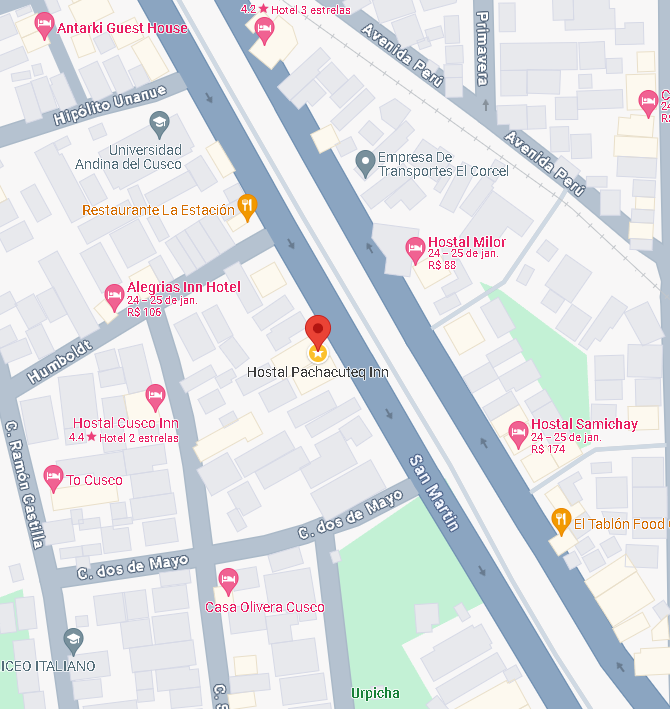 4.2★ Hotel 3 estrelas
Antarki Guest House
Avenida Perú
Primavera
Hipólito Unanue
Universidad
Andina del Cusco
Empresa De
Transportes El Corcel
Avenida Perú
Restaurante La Estación
Hostal Milor
24 – 25 de jan.
R$ 88
Alegrias Inn Hotel
24 – 25 de jan.
R$ 106
Humboldt
Hostal Pachacuteq Inn
Hostal Cusco Inn
4.4★ Hotel 2 estrelas
Hostal Samichay
24 – 25 de jan.
R$ 174
C. Ramón Castilla
To Cusco
San Martin
C. dos de Mayo
El Tablón Food
C. dos de Mayo
Casa Olivera Cusco
ICEO ITALIANO
Urpicha